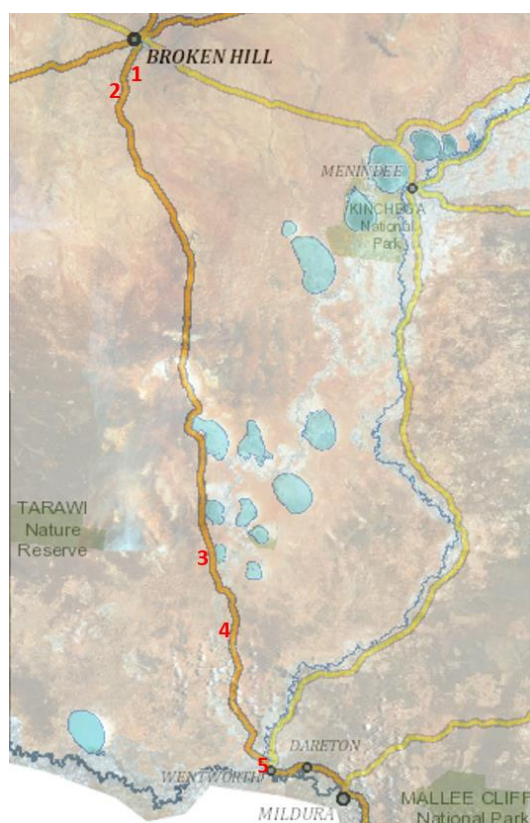 BROKEN HILL
1
2
MENINDEE
KINCHEGA
National
Park
TARAWI
Nature
Reserve
3
4
5
WENTWORTH
DARETON
MILDURA
MALLEE CLIFF
National Park